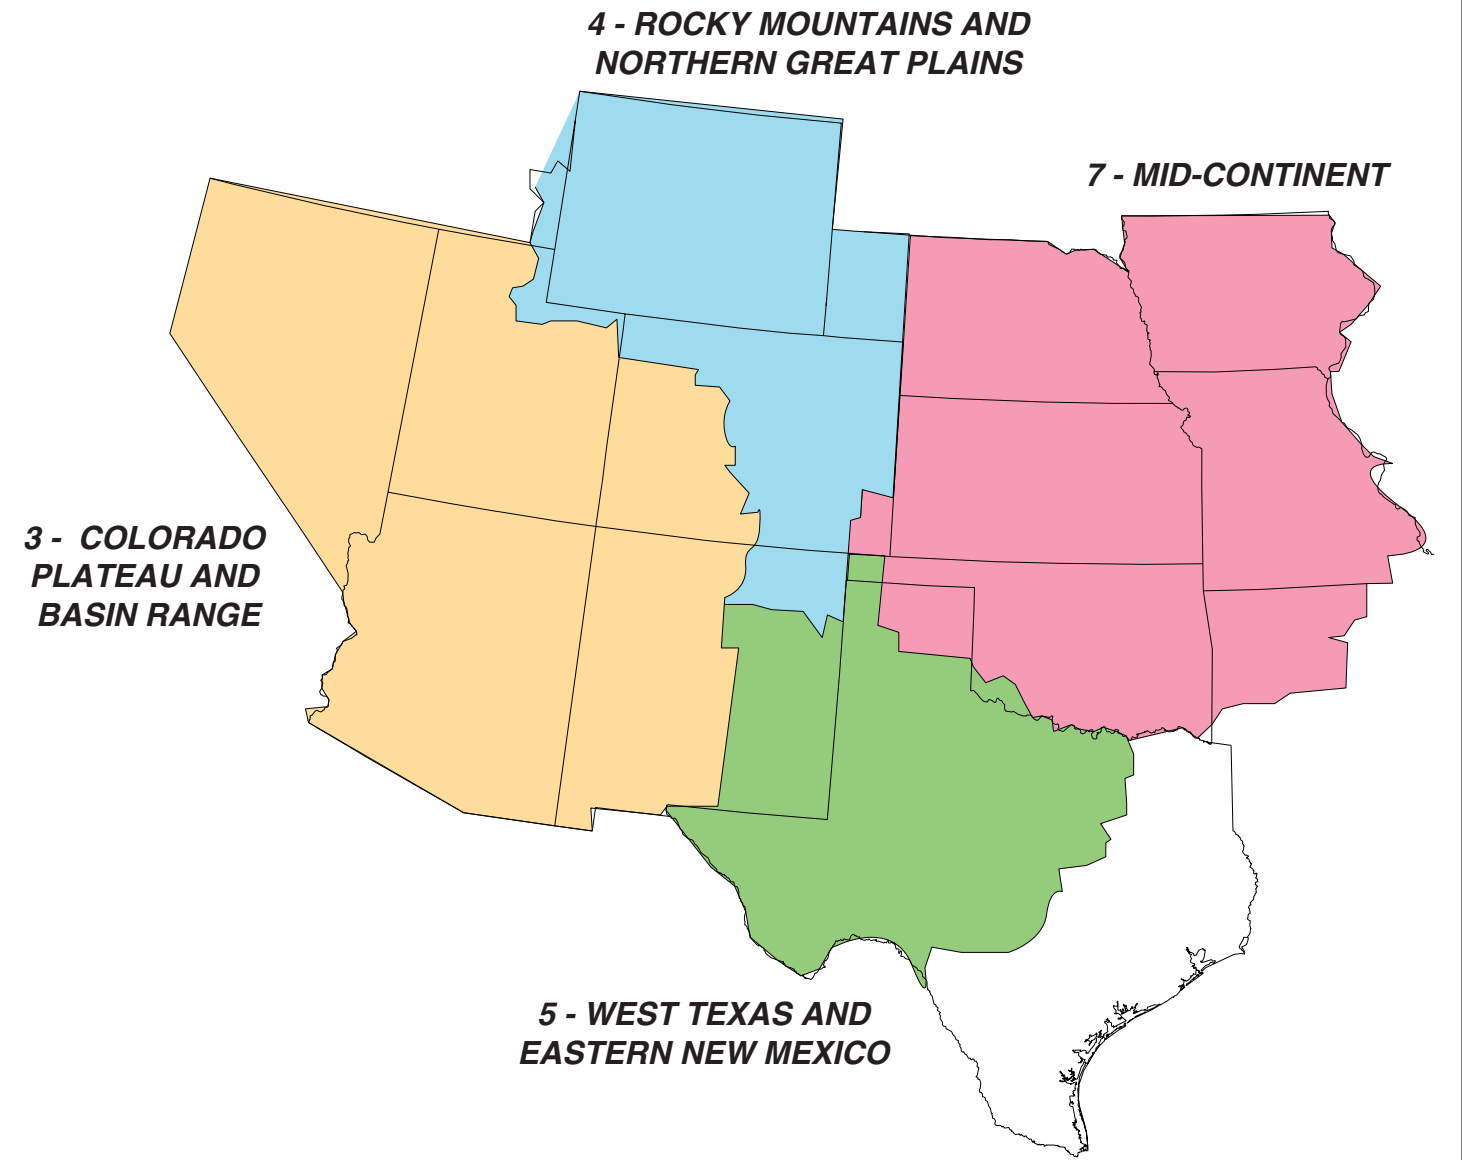 4 - ROCKY MOUNTAINS AND
NORTHERN GREAT PLAINS
7 - MID-CONTINENT
3 - COLORADO
PLATEAU AND
BASIN RANGE
5 - WEST TEXAS AND
EASTERN NEW MEXICO